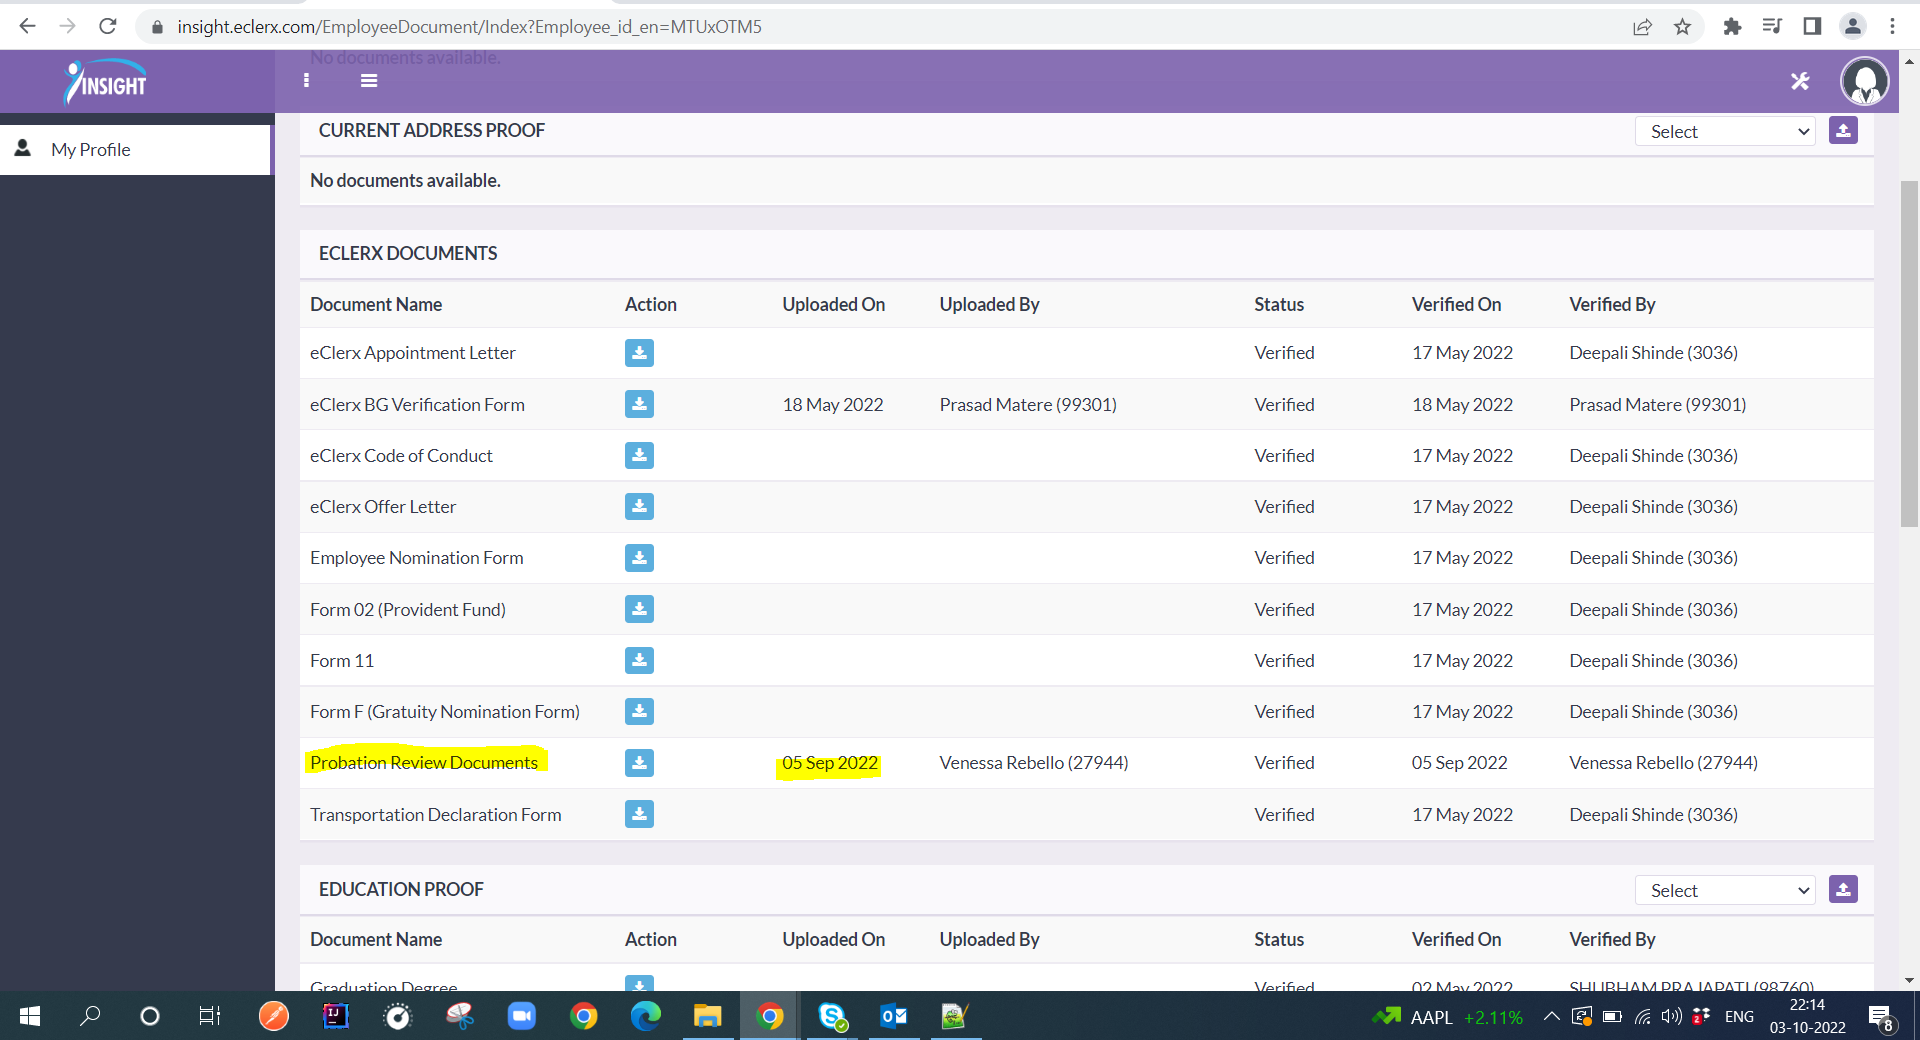 insight.eclerx.com/EmployeeDocument/Index?Employee_id_en=MTUxOTM5
No documents available.
INSIGHT
My Profile
CURRENT ADDRESS PROOF Select
No documents available.
ECLERX DOCUMENTS
Document Name Action Uploaded On Uploaded By Status Verified On Verified By
eClerx Appointment Letter Verified 17 May 2022 Deepali Shinde (3036)
eClerx BG Verification Form 18 May 2022 Prasad Matere (99301) Verified 18 May 2022 Prasad Matere (99301)
eClerx Code of Conduct Verified 17 May 2022 Deepali Shinde (3036)
eClerx Offer Letter Verified 17 May 2022 Deepali Shinde (3036)
Employee Nomination Form Verified 17 May 2022 Deepali Shinde (3036)
Form 02 (Provident Fund) Verified 17 May 2022 Deepali Shinde (3036)
Form 11 Verified 17 May 2022 Deepali Shinde (3036)
Form F (Gratuity Nomination Form) Verified 17 May 2022 Deepali Shinde (3036)
Probation Review Documents 05 Sep 2022 Venessa Rebello (27944) Verified 05 Sep 2022 Venessa Rebello (27944)
Transportation Declaration Form Verified 17 May 2022 Deepali Shinde (3036)
EDUCATION PROOF Select
Document Name Action Uploaded On Uploaded By Status Verified On Verified By
Graduation Degree Verified 02 May 2022 SHUBHAM PRAJAPATI (98760)
AAPL +2.11% ENG 22:14
03-10-2022 8